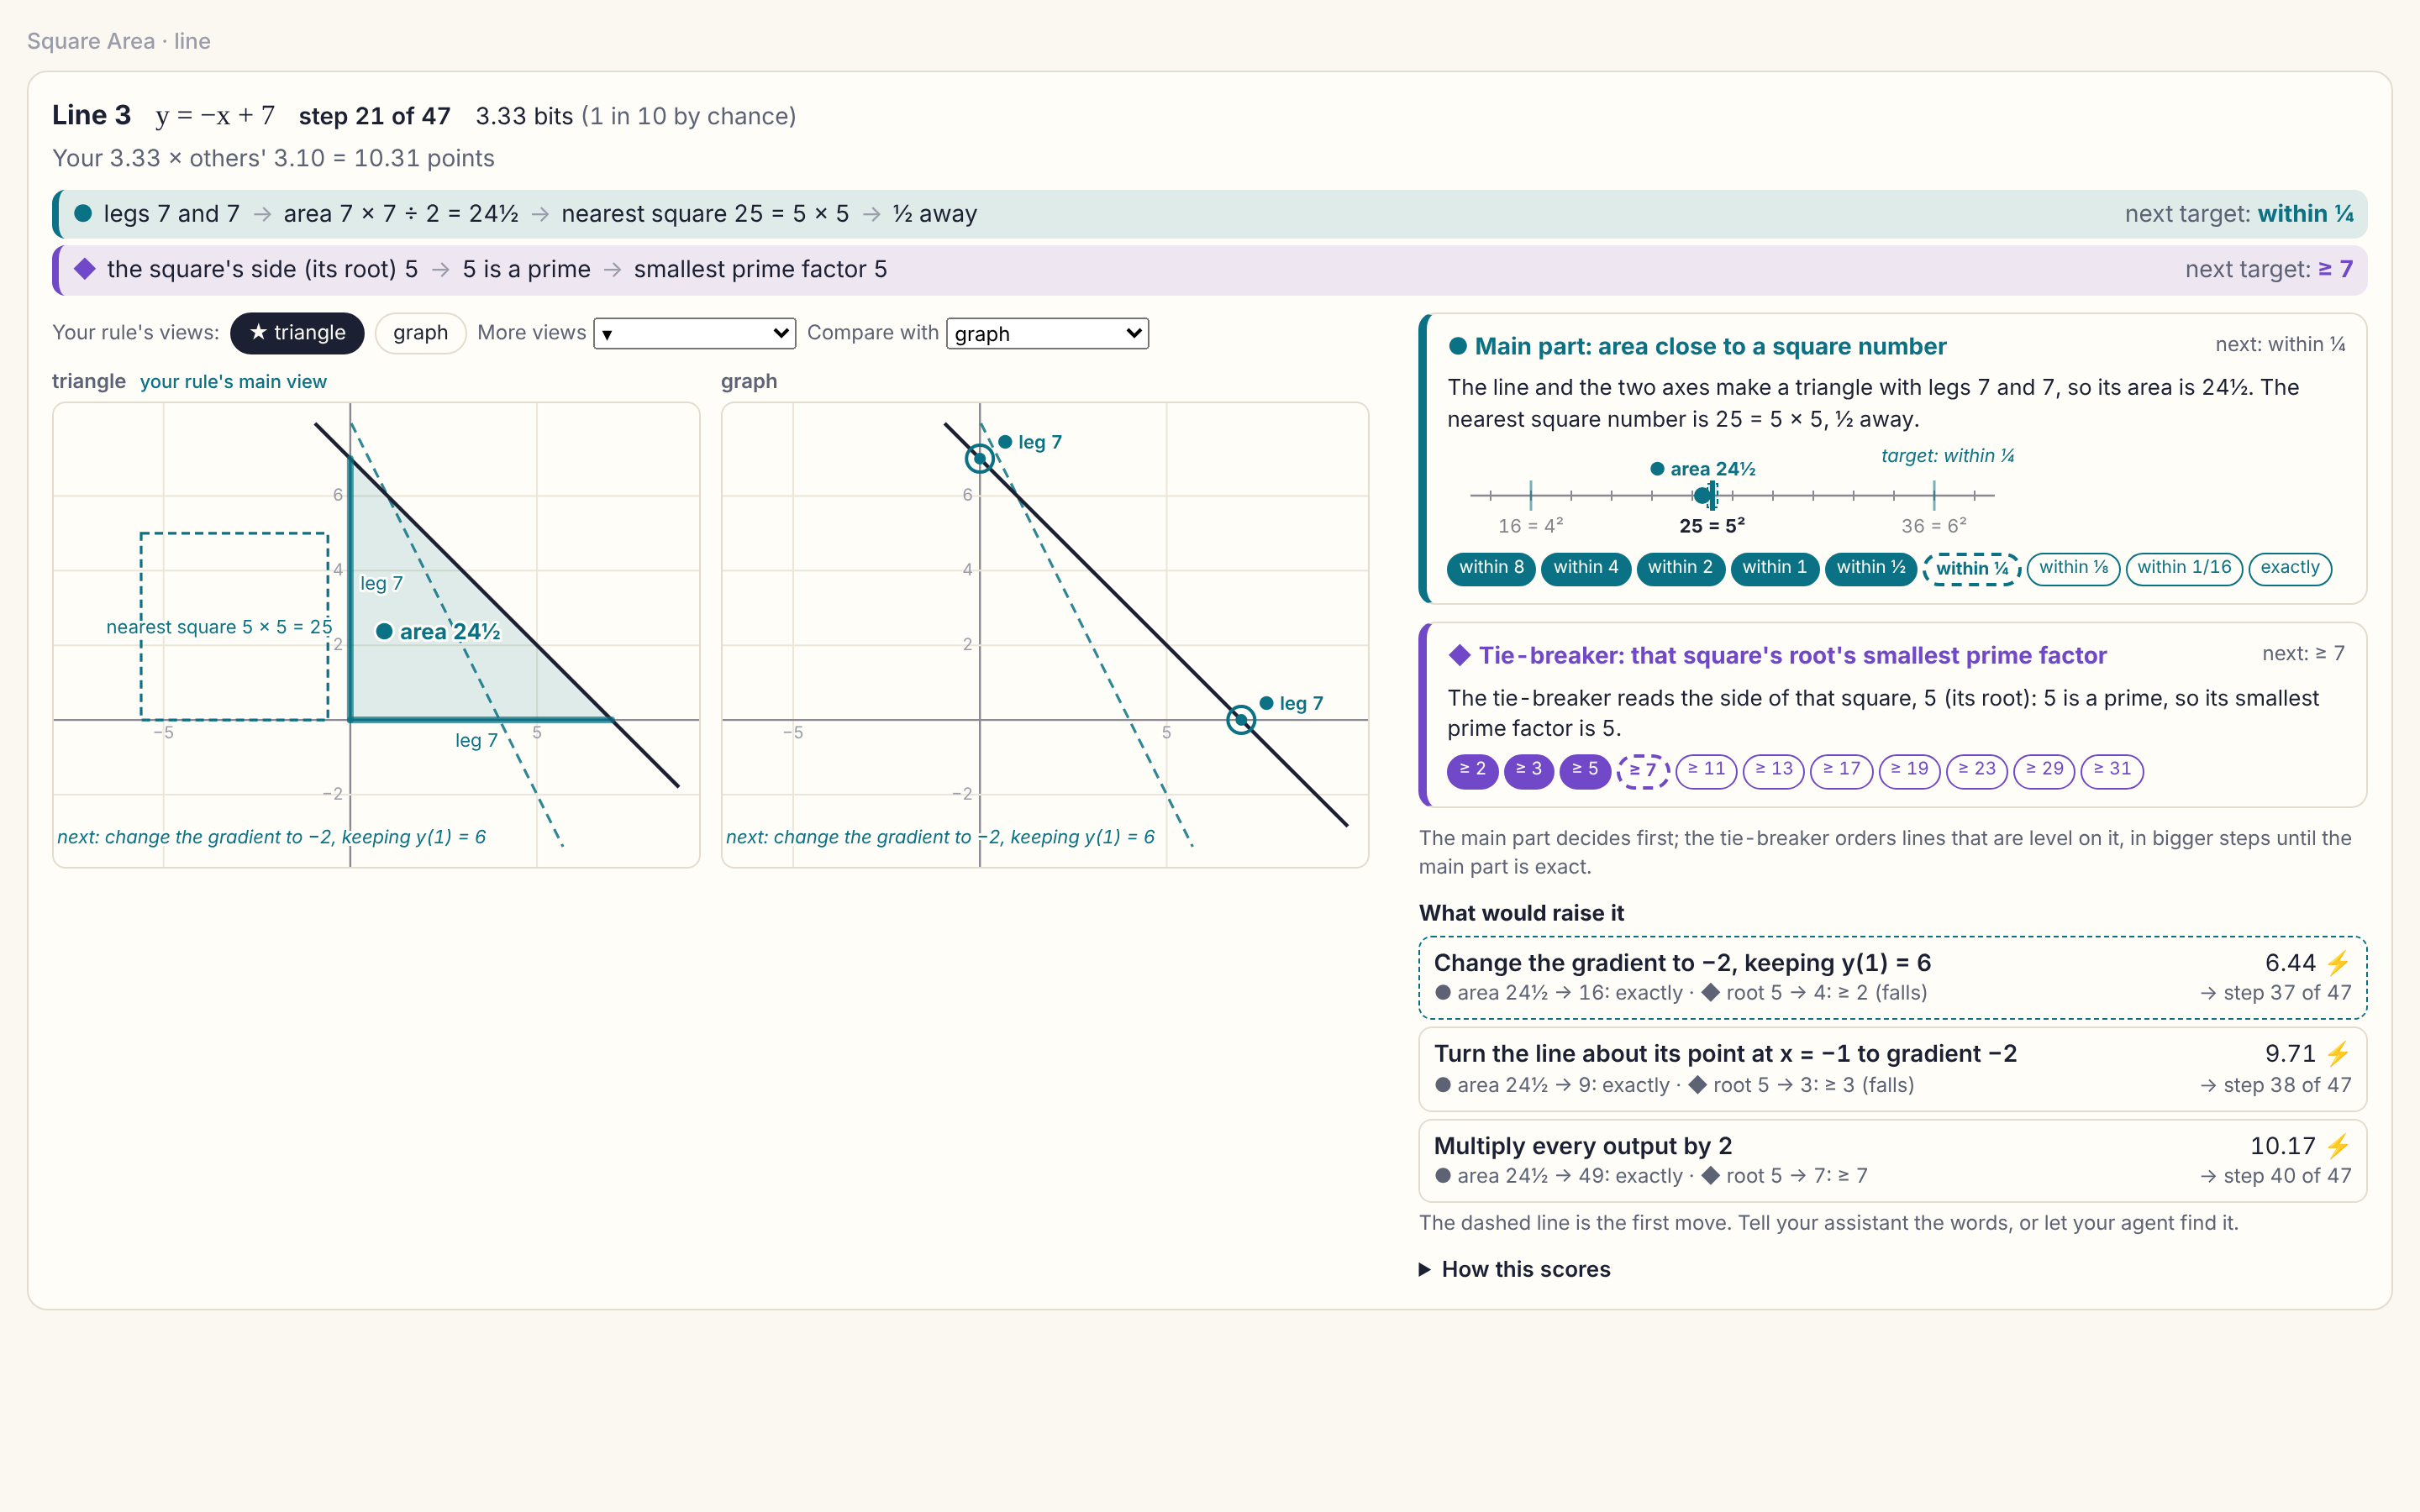 Square Area · line
Line 3 y = −x + 7 step 21 of 47 3.33 bits (1 in 10 by chance)
Your 3.33 × others' 3.10 = 10.31 points
● legs 7 and 7 → area 7 × 7 ÷ 2 = 24½ → nearest square 25 = 5 × 5 → ½ away next target: within ¼
◆ the square's side (its root) 5 → 5 is a prime → smallest prime factor 5 next target: ≥ 7
Your rule's views: ★ triangle graph More views ▾ Compare with graph
triangle your rule's main view
6
4
2
−2
−5
5
leg 7
nearest square 5 × 5 = 25
● area 24½
leg 7
next: change the gradient to −2, keeping y(1) = 6
graph
● leg 7
6
4
2
−2
● leg 7
−5
5
next: change the gradient to −2, keeping y(1) = 6
● Main part: area close to a square number next: within ¼
The line and the two axes make a triangle with legs 7 and 7, so its area is 24½. The
nearest square number is 25 = 5 × 5, ½ away.
target: within ¼
● area 24½
16 = 4² 25 = 5² 36 = 6²
within 8 within 4 within 2 within 1 within ½ within ¼ within ⅛ within 1/16 exactly
◆ Tie-breaker: that square's root's smallest prime factor next: ≥ 7
The tie-breaker reads the side of that square, 5 (its root): 5 is a prime, so its smallest
prime factor is 5.
≥ 2 ≥ 3 ≥ 5 ≥ 7 ≥ 11 ≥ 13 ≥ 17 ≥ 19 ≥ 23 ≥ 29 ≥ 31
The main part decides first; the tie-breaker orders lines that are level on it, in bigger steps until the
main part is exact.
What would raise it
Change the gradient to −2, keeping y(1) = 6 6.44 ⚡
● area 24½ → 16: exactly · ◆ root 5 → 4: ≥ 2 (falls) → step 37 of 47
Turn the line about its point at x = −1 to gradient −2 9.71 ⚡
● area 24½ → 9: exactly · ◆ root 5 → 3: ≥ 3 (falls) → step 38 of 47
Multiply every output by 2 10.17 ⚡
● area 24½ → 49: exactly · ◆ root 5 → 7: ≥ 7 → step 40 of 47
The dashed line is the first move. Tell your assistant the words, or let your agent find it.
▶ How this scores